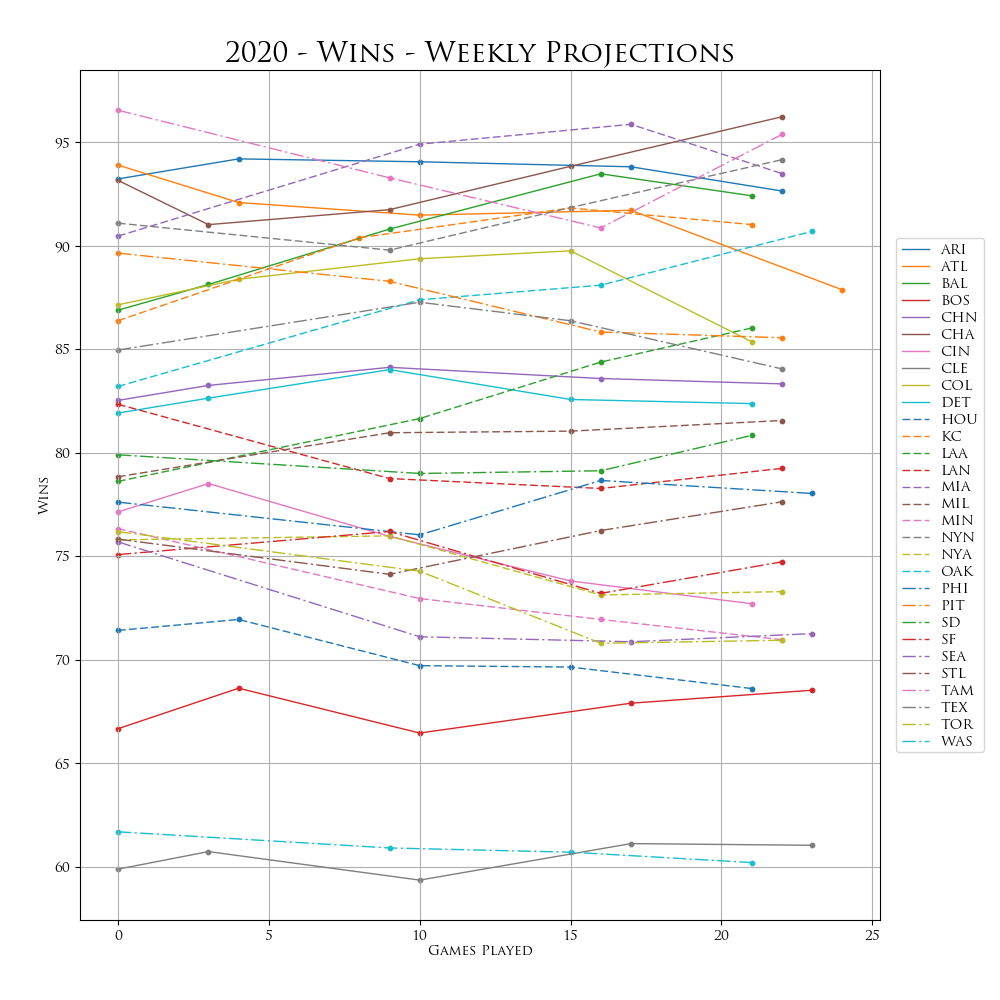 2020 - Wins - Weekly Projections
95
90
85
80
75
70
65
60
Wins
0 5 10 15 20 25
Games Played
ARI
ATL
BAL
BOS
CHN
CHA
CIN
CLE
COL
DET
HOU
KC
LAA
LAN
MIA
MIL
MIN
NYN
NYA
OAK
PHI
PIT
SD
SF
SEA
STL
TAM
TEX
TOR
WAS